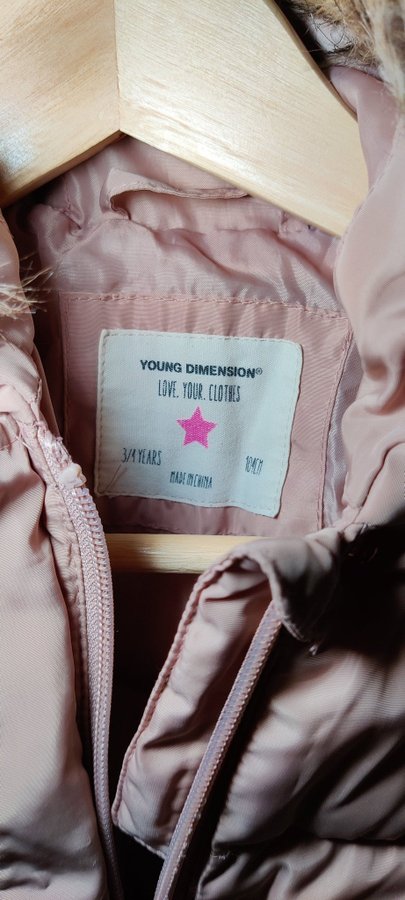 YOUNG DIMENSION®
LOVE. YOUR. CLOTHES
3/4 YEARS 104CM
MADE IN CHINA